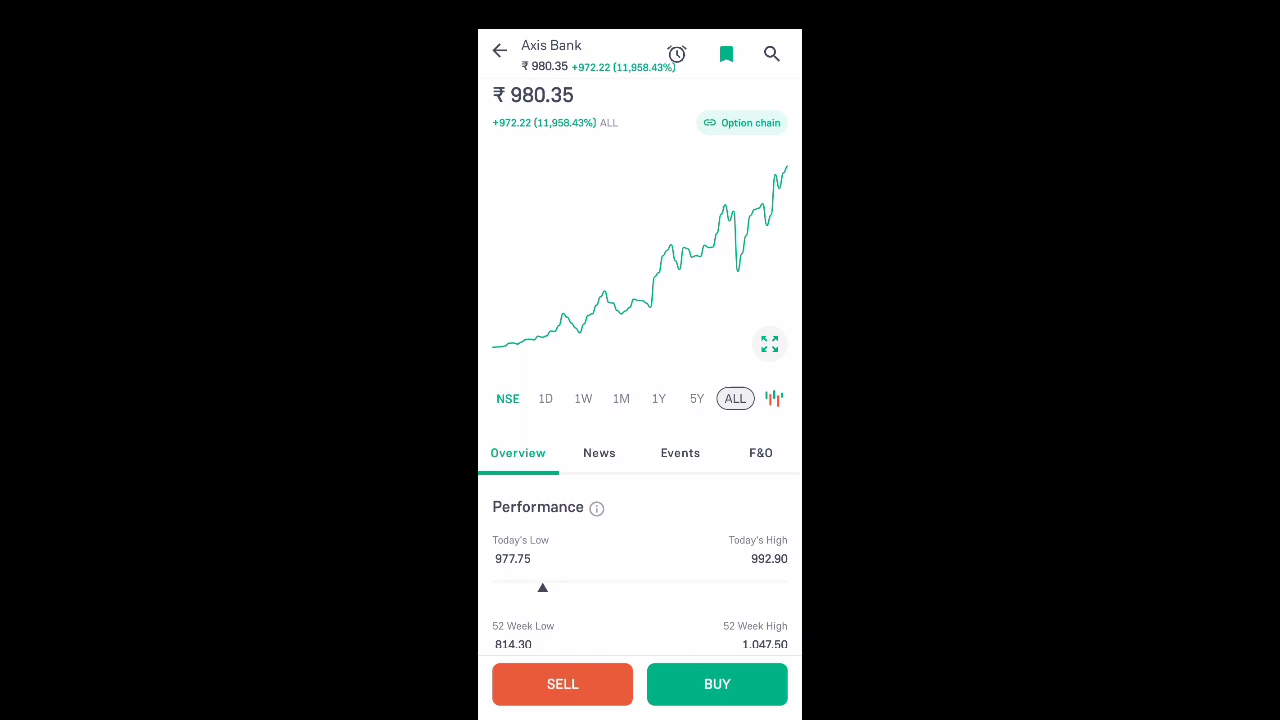 Axis Bank
₹ 980.35 +972.22 (11,958.43%)
₹ 980.35
+972.22 (11,958.43%) ALL
Option chain
NSE 1D 1W 1M 1Y 5Y ALL
Overview News Events F&O
Performance
Today's Low Today's High
977.75 992.90
52 Week Low 52 Week High
814.30 1,047.50
SELL BUY